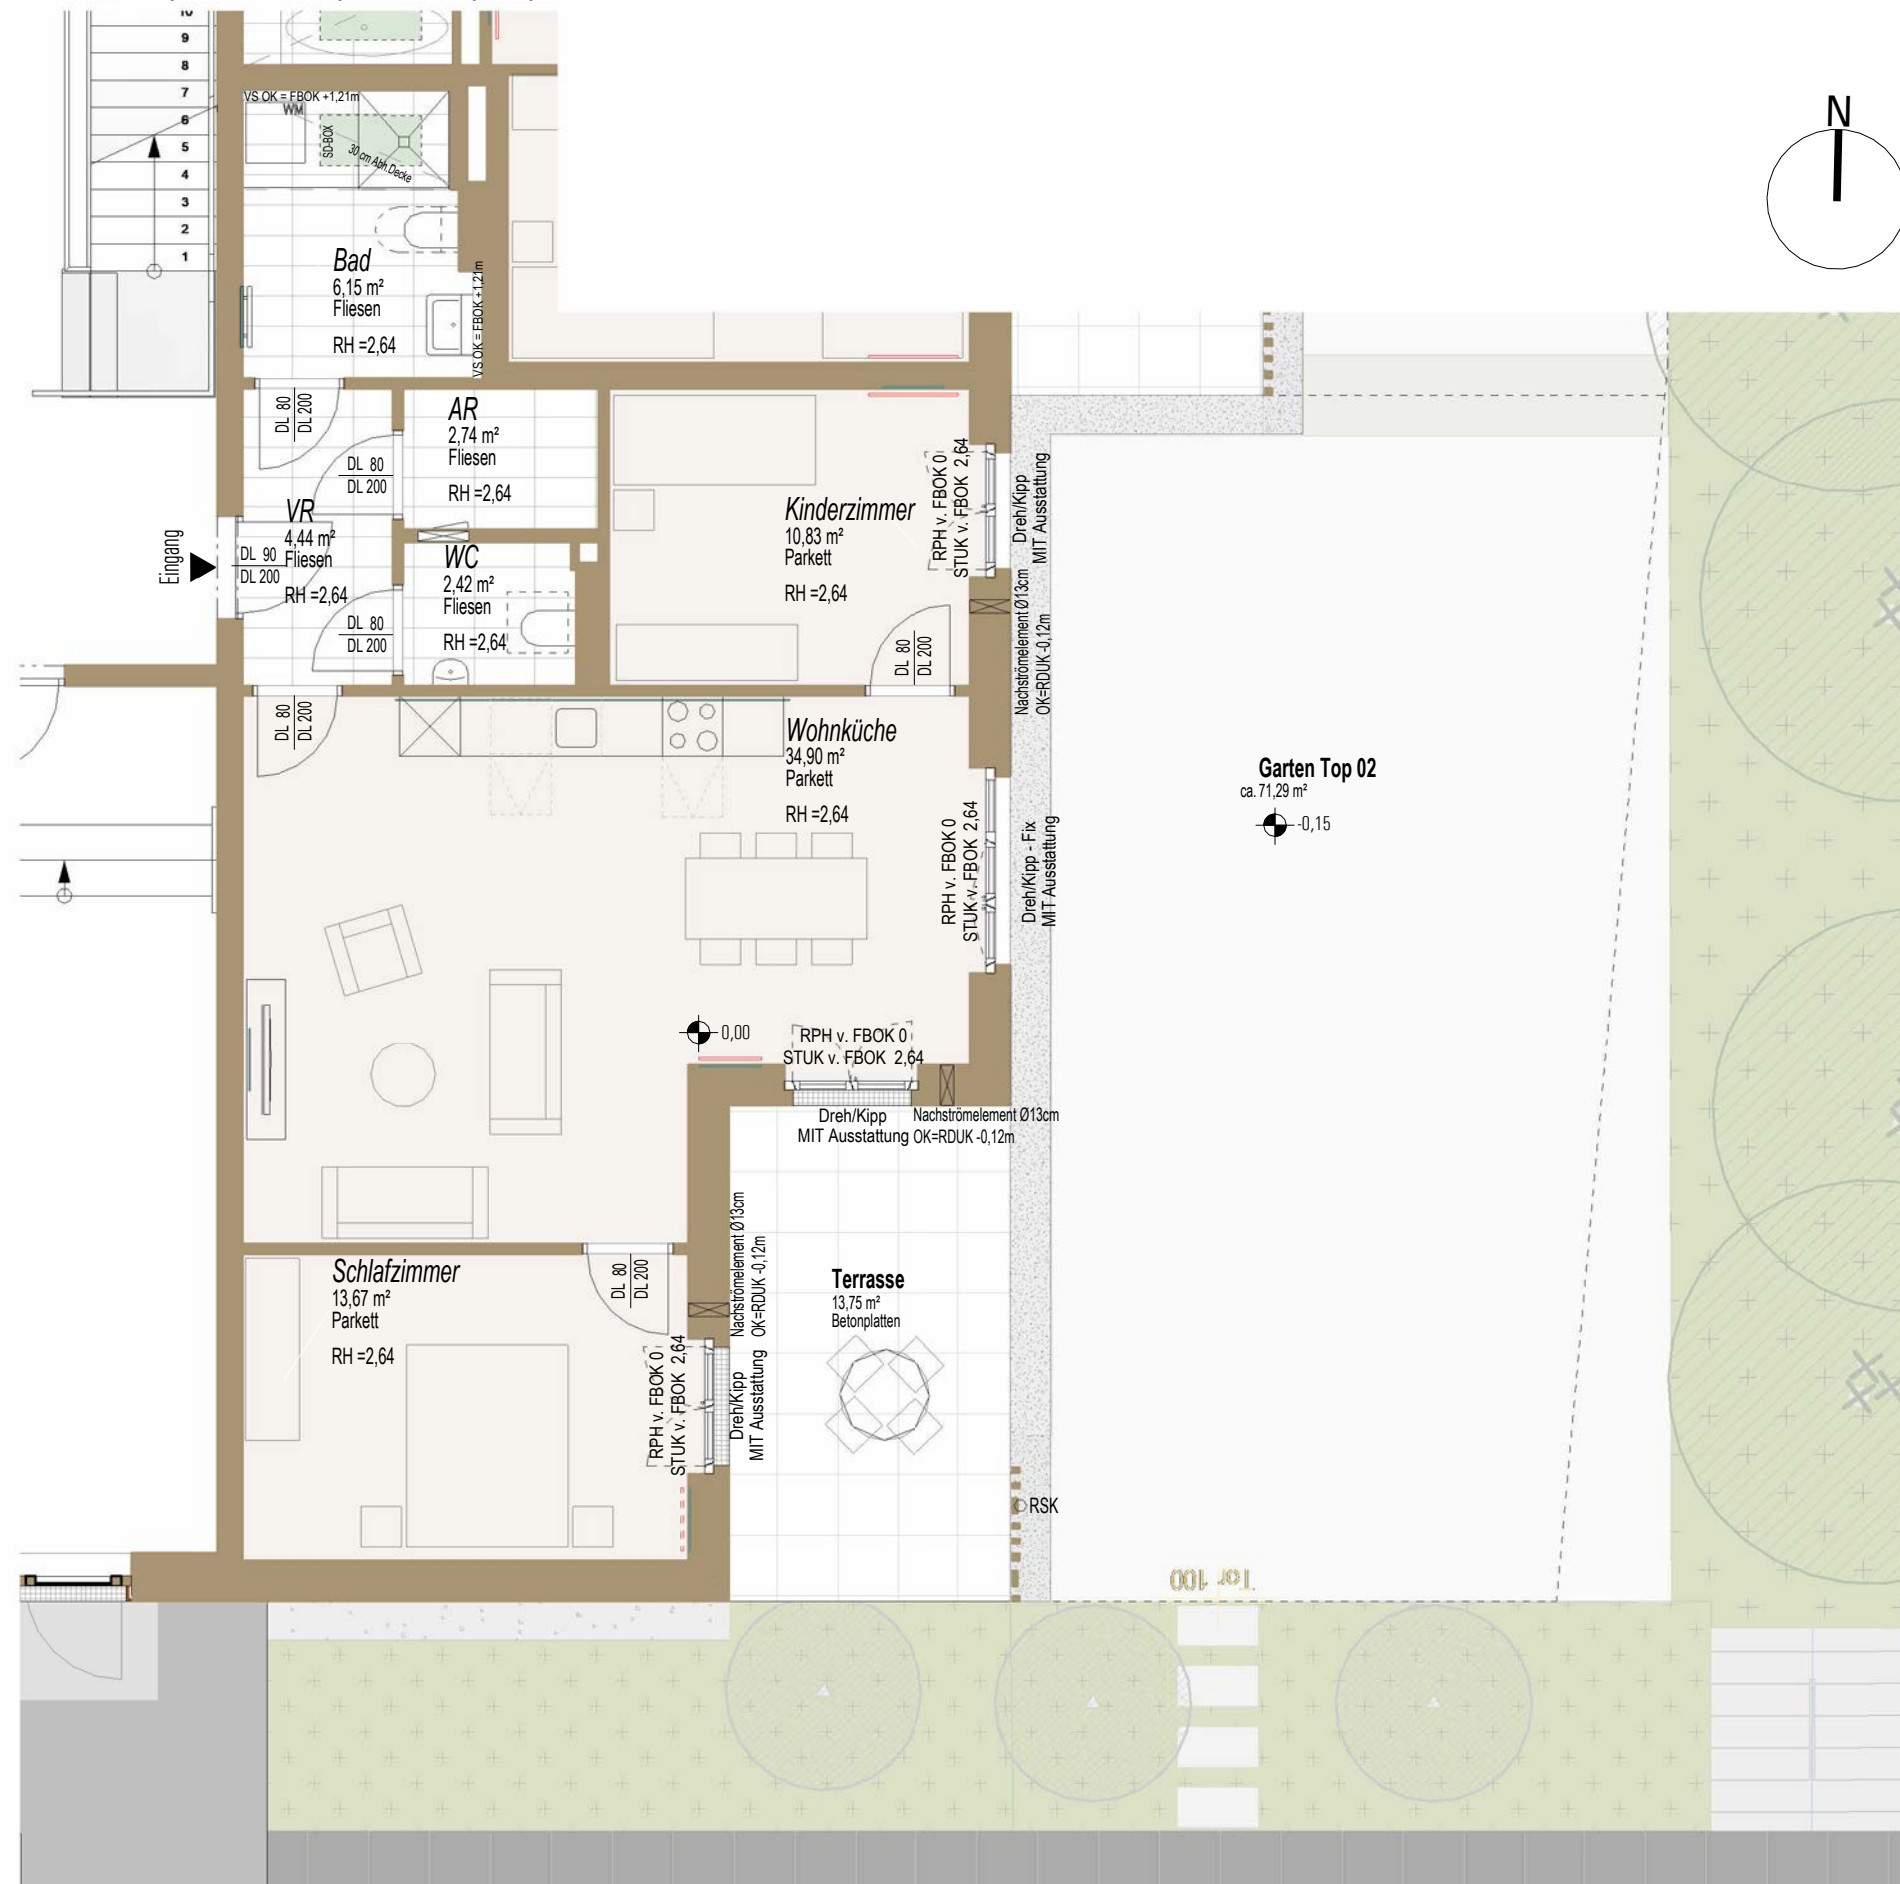 10
9
8
7
6
5
4
3
2
1
VS OK = FBOK +1,21m
WM
SD-BOX
30 cm Abh.Decke
N
Bad
6,15 m²
Fliesen
RH =2,64
VS OK = FBOK +1,21m
DL 80
DL 200
AR
2,74 m²
Fliesen
RH =2,64
DL 80
DL 200
VR
4,44 m²
Fliesen
RH =2,64
Eingang
DL 90
DL 200
WC
2,42 m²
Fliesen
RH =2,64
DL 80
DL 200
Kinderzimmer
10,83 m²
Parkett
RH =2,64
RPH v. FBOK 0
STUK v. FBOK 2,64
Dreh/Kipp
MIT Ausstattung
Nachströmelement Ø13cm
OK=RDUK -0,12m
DL 80
DL 200
DL 80
DL 200
Wohnküche
34,90 m²
Parkett
RH =2,64
RPH v. FBOK 0
STUK v. FBOK 2,64
Dreh/Kipp - Fix
MIT Ausstattung
Garten Top 02
ca. 71,29 m²
-0,15
0,00
RPH v. FBOK 0
STUK v. FBOK 2,64
Dreh/Kipp
MIT Ausstattung
Nachströmelement Ø13cm
OK=RDUK -0,12m
Nachströmelement Ø13cm
OK=RDUK -0,12m
Schlafzimmer
13,67 m²
Parkett
RH =2,64
DL 80
DL 200
RPH v. FBOK 0
STUK v. FBOK 2,64
Dreh/Kipp
MIT Ausstattung
Terrasse
13,75 m²
Betonplatten
RSK
Tor 100